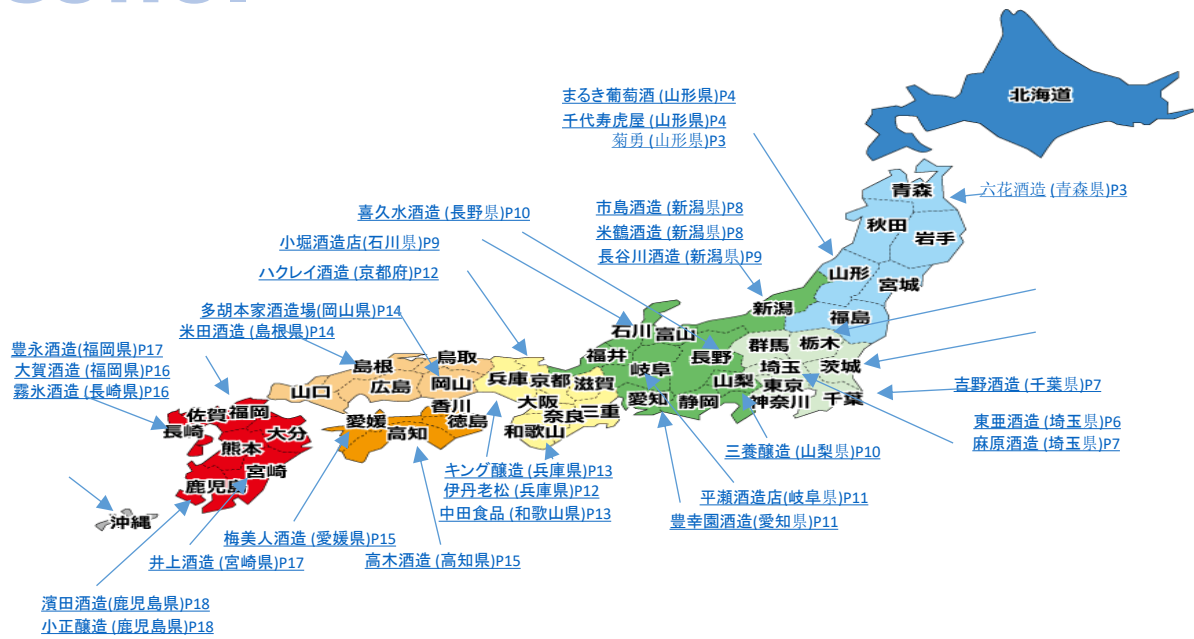 北海道
まるき葡萄酒 (山形県)P4
千代寿虎屋 (山形県)P4
菊勇 (山形県)P3
六花酒造 (青森県)P3
青森
秋田
岩手
山形
宮城
福島
喜久水酒造 (長野県)P10
小堀酒造店(石川県)P9
ハクレイ酒造 (京都府)P12
市島酒造 (新潟県)P8
米鶴酒造 (新潟県)P8
長谷川酒造 (新潟県)P9
新潟
多胡本家酒造場(岡山県)P14
米田酒造 (島根県)P14
豊永酒造(福岡県)P17
大賀酒造 (福岡県)P16
霧氷酒造 (長崎県)P16
石川
富山
福井
岐阜
長野
山梨
愛知
静岡
群馬
栃木
埼玉
茨城
東京
神奈川
千葉
島根
鳥取
山口
広島
岡山
兵庫
京都
滋賀
大阪
奈良
三重
和歌山
香川
愛媛
徳島
高知
佐賀
福岡
長崎
大分
熊本
宮崎
鹿児島
沖縄
吉野酒造 (千葉県)P7
東亜酒造 (埼玉県)P6
麻原酒造 (埼玉県)P7
三養醸造 (山梨県)P10
平瀬酒造店(岐阜県)P11
豊幸園酒造(愛知県)P11
キング醸造 (兵庫県)P13
伊丹老松 (兵庫県)P12
中田食品 (和歌山県)P13
梅美人酒造 (愛媛県)P15
井上酒造 (宮崎県)P17
高木酒造 (高知県)P15
濱田酒造(鹿児島県)P18
小正醸造 (鹿児島県)P18